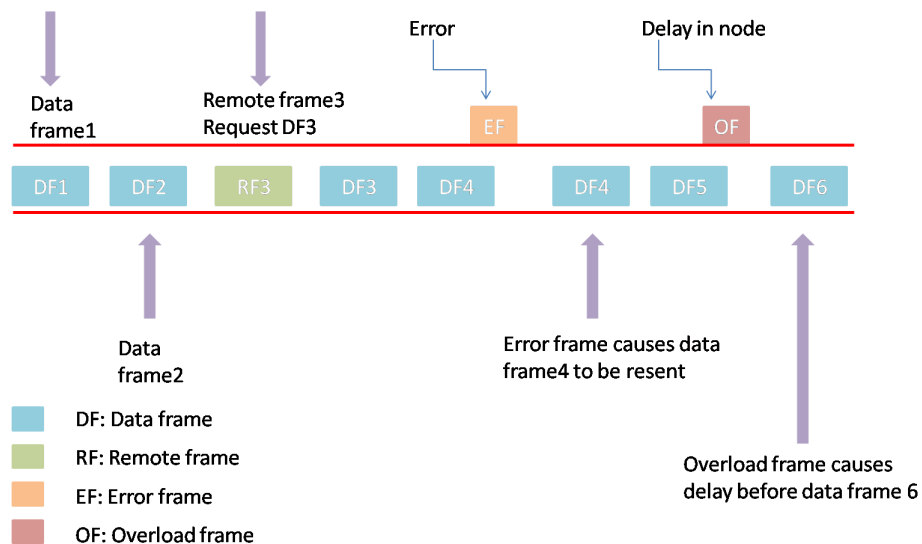 Error
Delay in node
Data
frame1
Remote frame3
Request DF3
EF
OF
DF1
DF2
RF3
DF3
DF4
DF4
DF5
DF6
Data
frame2
Error frame causes data
frame4 to be resent
Overload frame causes
delay before data frame 6
DF: Data frame
RF: Remote frame
EF: Error frame
OF: Overload frame